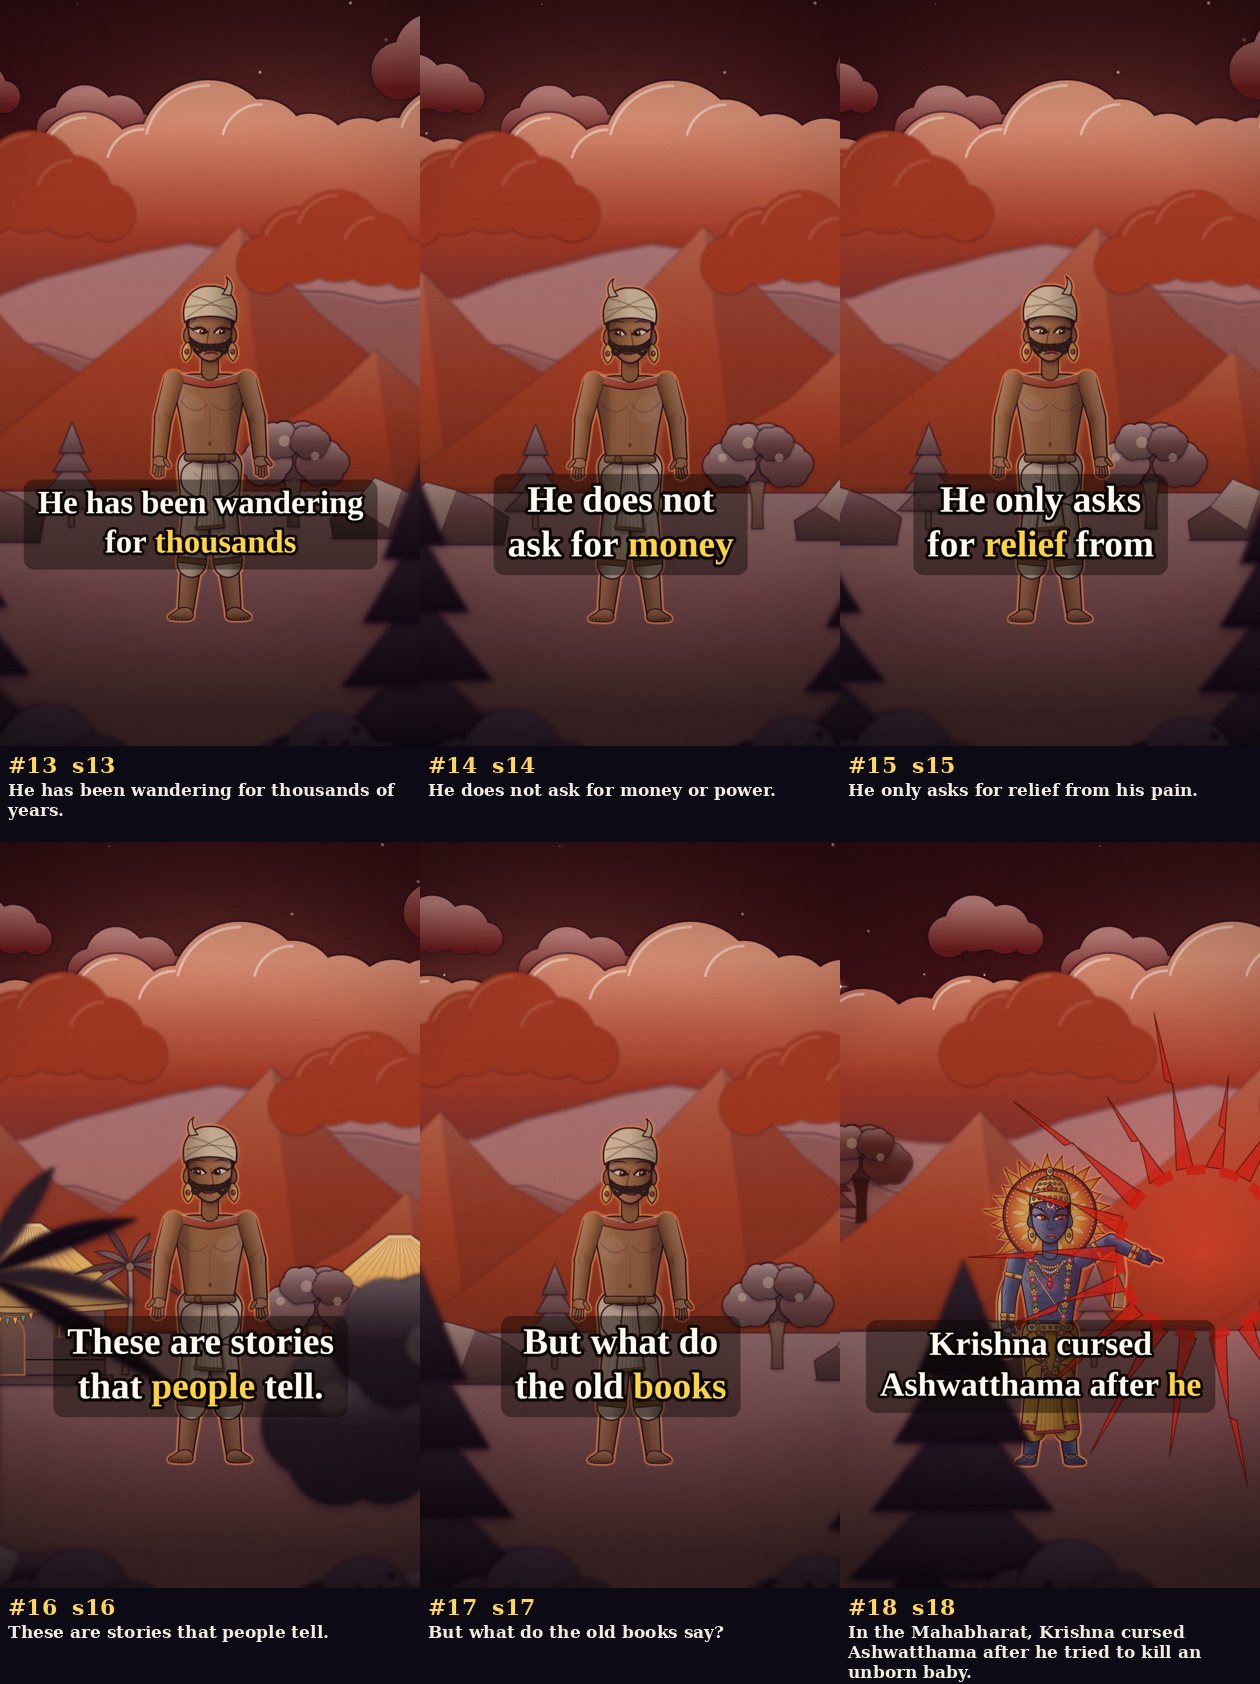 He has been wandering
for thousands
#13 s13
He has been wandering for thousands of
years.
He does not
ask for money
#14 s14
He does not ask for money or power.
He only asks
for relief from
#15 s15
He only asks for relief from his pain.
These are stories
that people tell.
#16 s16
These are stories that people tell.
But what do
the old books
#17 s17
But what do the old books say?
Krishna cursed
Ashwatthama after he
#18 s18
In the Mahabharat, Krishna cursed
Ashwatthama after he tried to kill an
unborn baby.